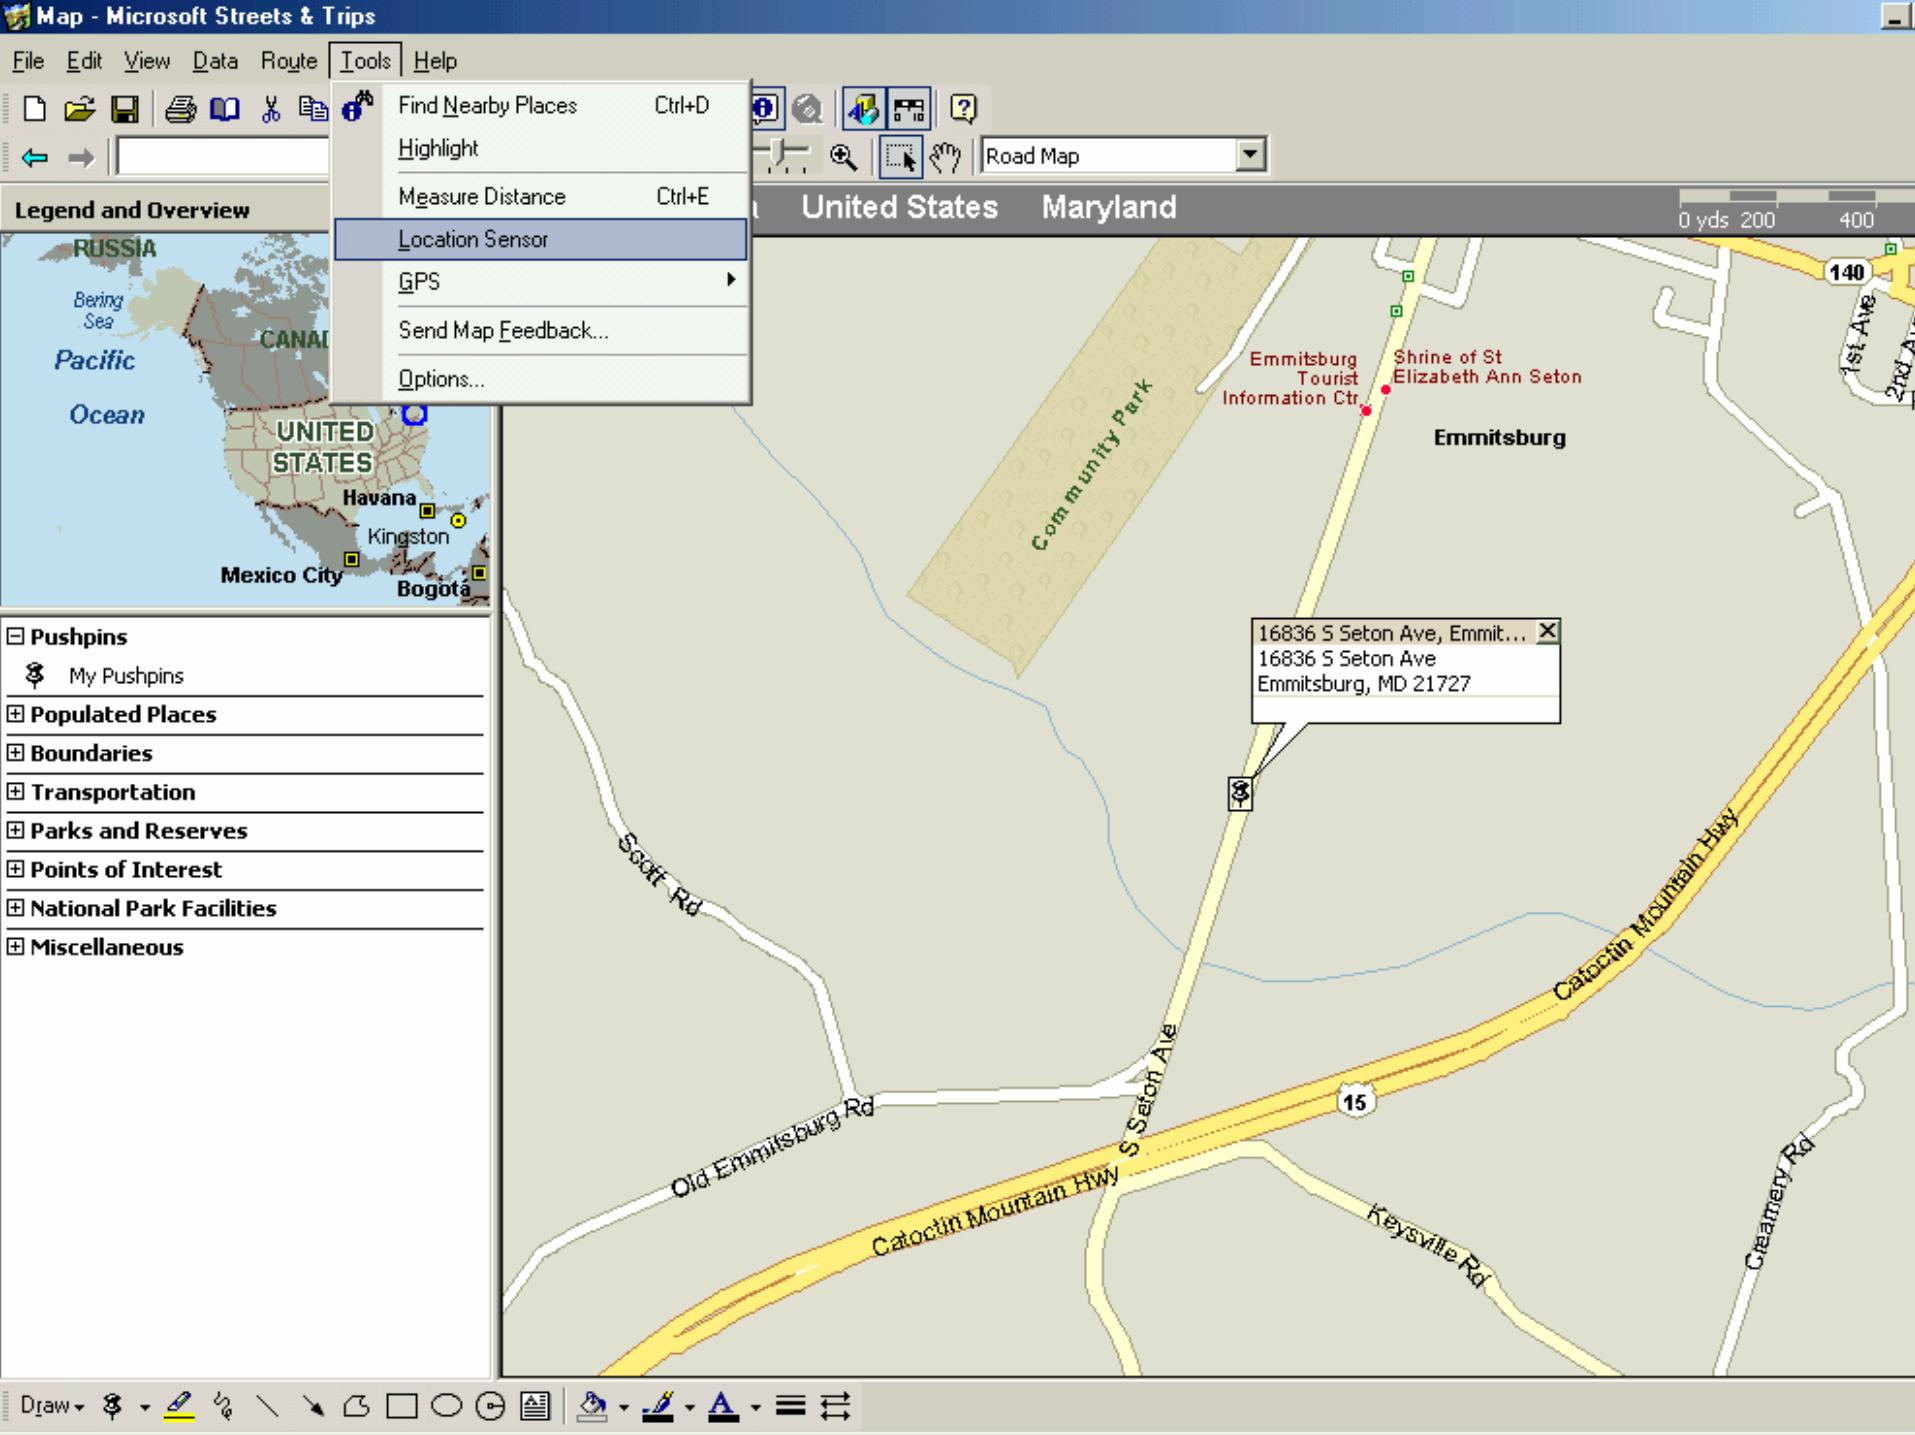 Map - Microsoft Streets & Trips
File Edit View Data Route Tools Help
Find Nearby Places Ctrl+D
Highlight
Measure Distance Ctrl+E
Location Sensor
GPS
Send Map Feedback...
Options...
Road Map
Legend and Overview
United States Maryland
0 yds 200 400
RUSSIA
Bering
Sea
Pacific
Ocean
UNITED
STATES
Havana
Kingston
Mexico City
Bogotá
Pushpins
My Pushpins
Populated Places
Boundaries
Transportation
Parks and Reserves
Points of Interest
National Park Facilities
Miscellaneous
140
1st Ave
Emmitsburg
Tourist
Information Ctr
Shrine of St
Elizabeth Ann Seton
Emmitsburg
Community Park
16836 S Seton Ave, Emmit...
16836 S Seton Ave
Emmitsburg, MD 21727
Scott Rd
Catoctin Mountain Hwy
S Seton Ave
15
Old Emmitsburg Rd
Catoctin Mountain Hwy
Keysville Rd
Creamery Rd
Draw